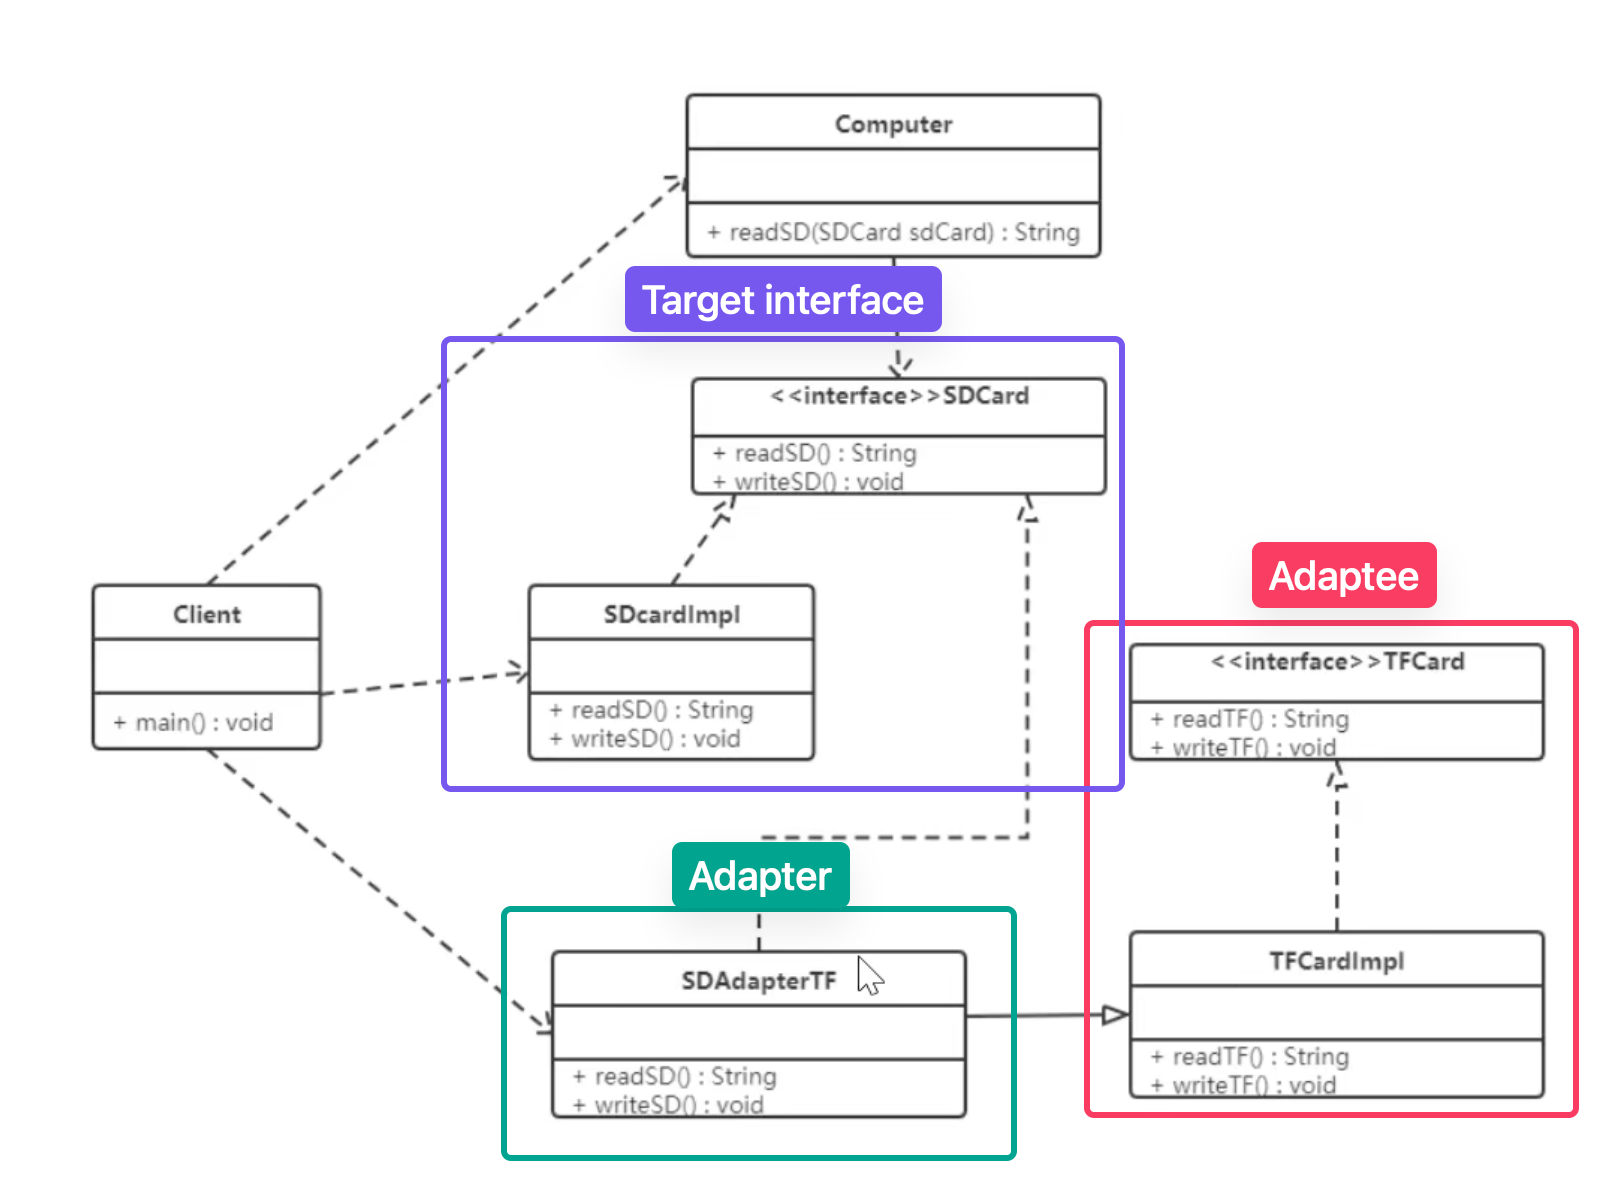 Computer
+ readSD(SDCard sdCard) : String
Target interface
<<interface>>SDCard
+ readSD() : String
+ writeSD() : void
Client
+ main() : void
SDcardImpl
+ readSD() : String
+ writeSD() : void
Adaptee
<<interface>>TFCard
+ readTF() : String
+ writeTF() : void
Adapter
SDAdapterTF
+ readSD() : String
+ writeSD() : void
TFCardImpl
+ readTF() : String
+ writeTF() : void